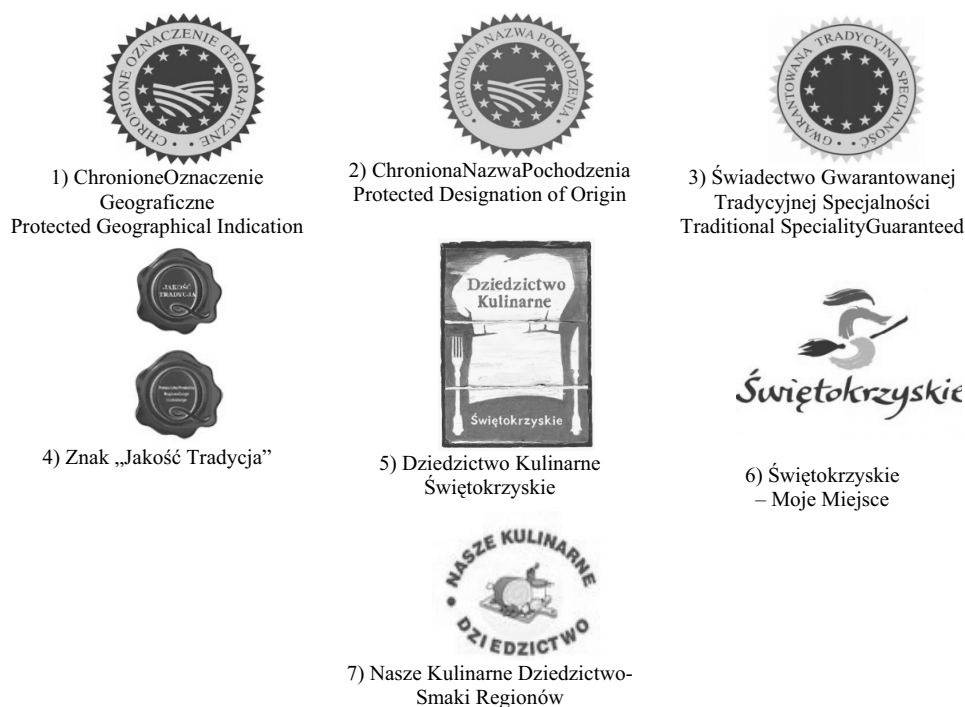 CHRONIONE OZNACZENIE GEOGRAFICZNE
CHRONIONA NAZWA POCHODZENIA
GWARANTOWANA TRADYCYJNA SPECJALNOŚĆ
1) ChronioneOznaczenie
Geograficzne
Protected Geographical Indication
2) ChronionaNazwaPochodzenia
Protected Designation of Origin
3) Świadectwo Gwarantowanej
Tradycyjnej Specjalności
Traditional SpecialityGuaranteed
JAKOŚĆ
TRADYCJA
4) Znak „Jakość Tradycja”
Dziedzictwo
Kulinarne
Świętokrzyskie
5) Dziedzictwo Kulinarne
Świętokrzyskie
Świętokrzyskie
6) Świętokrzyskie
– Moje Miejsce
NASZE KULINARNE
DZIEDZICTWO
7) Nasze Kulinarne Dziedzictwo-
Smaki Regionów